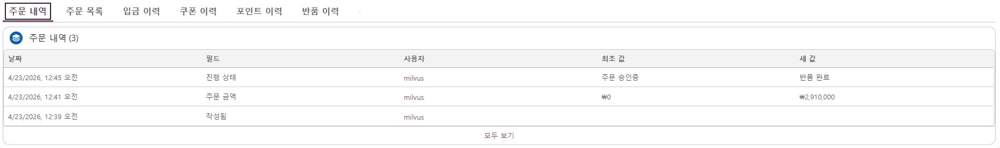 주문 내역 주문 목록 입금 이력 쿠폰 이력 포인트 이력 반품 이력
주문 내역 (3)
날짜 필드 사용자 최초 값 새 값
4/23/2026, 12:45 오전 진행 상태 milvus 주문 승인중 반품 완료
4/23/2026, 12:41 오전 주문 금액 milvus ₩0 ₩2,910,000
4/23/2026, 12:39 오전 작성됨 milvus
모두 보기